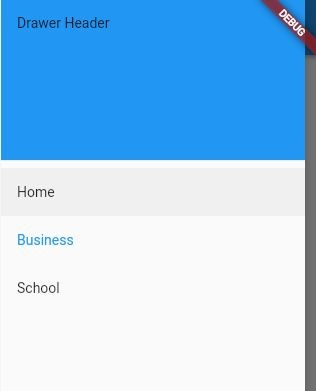 Drawer Header
DEBUG
Home
Business
School